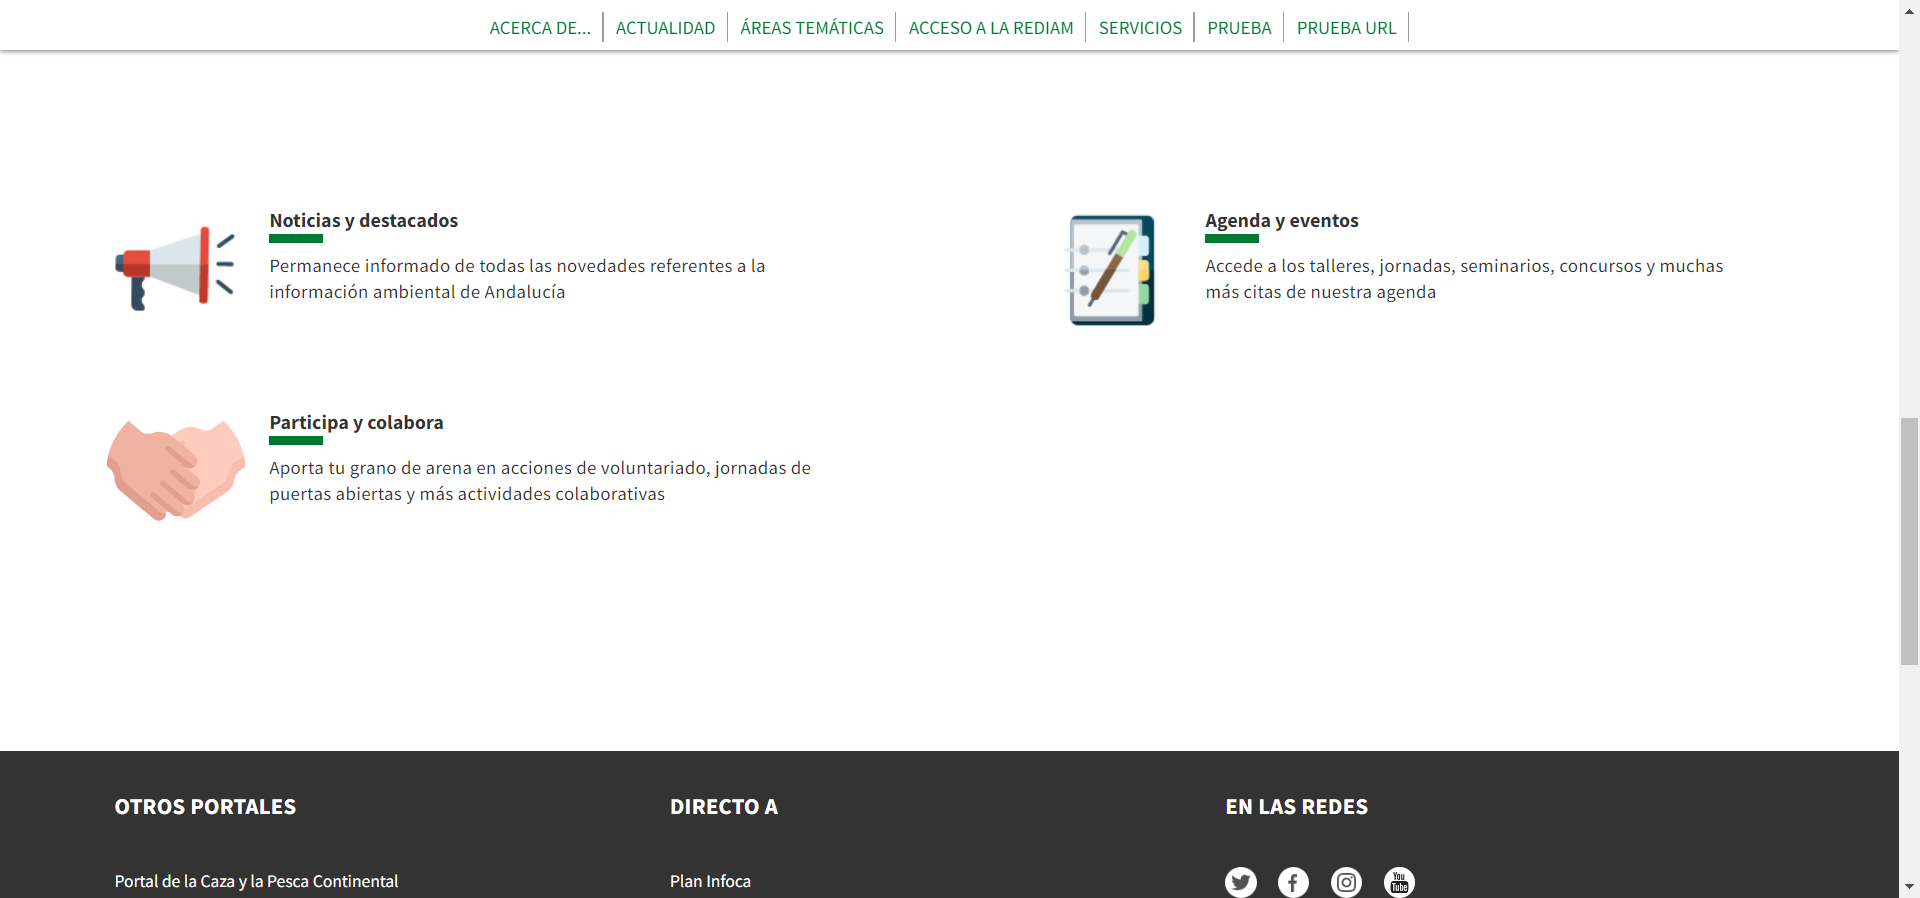 ACERCA DE... ACTUALIDAD ÁREAS TEMÁTICAS ACCESO A LA REDIAM SERVICIOS PRUEBA PRUEBA URL
Noticias y destacados
Permanece informado de todas las novedades referentes a la
información ambiental de Andalucía
Agenda y eventos
Accede a los talleres, jornadas, seminarios, concursos y muchas
más citas de nuestra agenda
Participa y colabora
Aporta tu grano de arena en acciones de voluntariado, jornadas de
puertas abiertas y más actividades colaborativas
OTROS PORTALES
Portal de la Caza y la Pesca Continental
DIRECTO A
Plan Infoca
EN LAS REDES
You
Tube